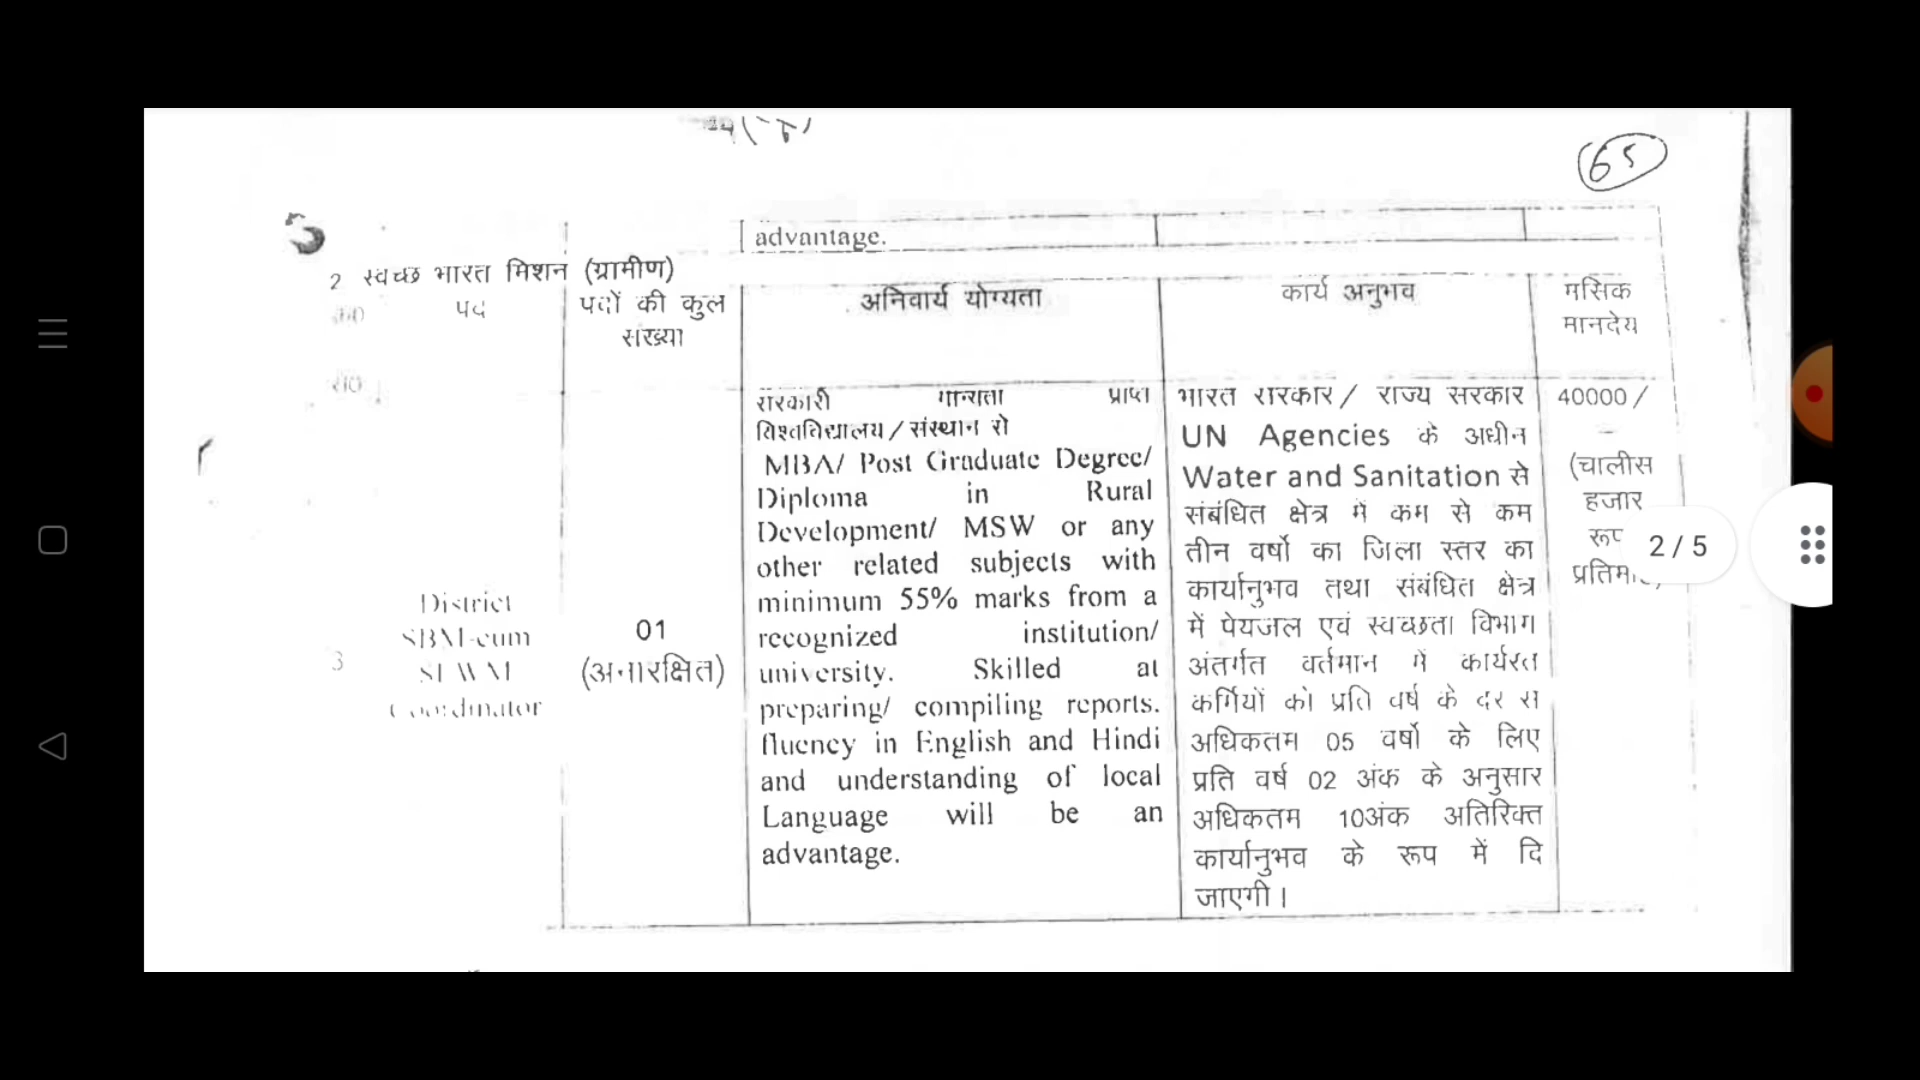 65
advantage.
2 स्वच्छ भारत मिशन (ग्रामीण)
पद
पदों की कुल
संख्या
अनिवार्य योग्यता
कार्य अनुभव
मसिक
मानदेय
3
District
SBM-cum
SLWM
Coordinator
01
(अनारक्षित)
सरकारी मान्यता प्राप्त
विश्वविद्यालय/संस्थान से
MBA/ Post Graduate Degree/
Diploma in Rural
Development/ MSW or any
other related subjects with
minimum 55% marks from a
recognized institution/
university. Skilled at
preparing/ compiling reports.
fluency in English and Hindi
and understanding of local
Language will be an
advantage.
भारत सरकार/ राज्य सरकार
UN Agencies के अधीन
Water and Sanitation से
संबंधित क्षेत्र में कम से कम
तीन वर्षो का जिला स्तर का
कार्यानुभव तथा संबंधित क्षेत्र
में पेयजल एवं स्वच्छता विभाग
अंतर्गत वर्तमान में कार्यरत
कर्मियों को प्रति वर्ष के दर से
अधिकतम 05 वर्षो के लिए
प्रति वर्ष 02 अंक के अनुसार
अधिकतम 10अंक अतिरिक्त
कार्यानुभव के रूप में दि
जाएगी।
40000/
-
(चालीस
हजार
2/5